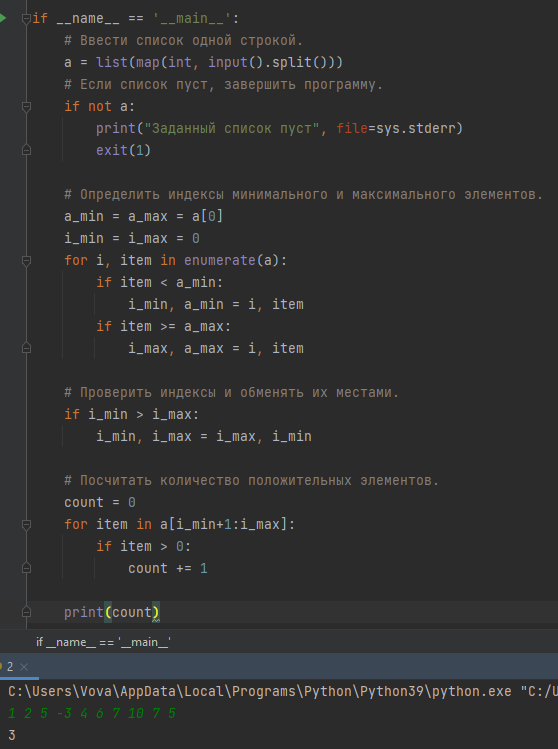 if __name__ == '__main__':
    # Ввести список одной строкой.
    a = list(map(int, input().split()))
    # Если список пуст, завершить программу.
    if not a:
        print("Заданный список пуст", file=sys.stderr)
        exit(1)

    # Определить индексы минимального и максимального элементов.
    a_min = a_max = a[0]
    i_min = i_max = 0
    for i, item in enumerate(a):
        if item < a_min:
            i_min, a_min = i, item
        if item >= a_max:
            i_max, a_max = i, item

    # Проверить индексы и обменять их местами.
    if i_min > i_max:
        i_min, i_max = i_max, i_min

    # Посчитать количество положительных элементов.
    count = 0
    for item in a[i_min+1:i_max]:
        if item > 0:
            count += 1

    print(count)
if __name__ == '__main__'
2
C:\Users\Vova\AppData\Local\Programs\Python\Python39\python.exe "C:/U
1 2 5 -3 4 6 7 10 7 5
3